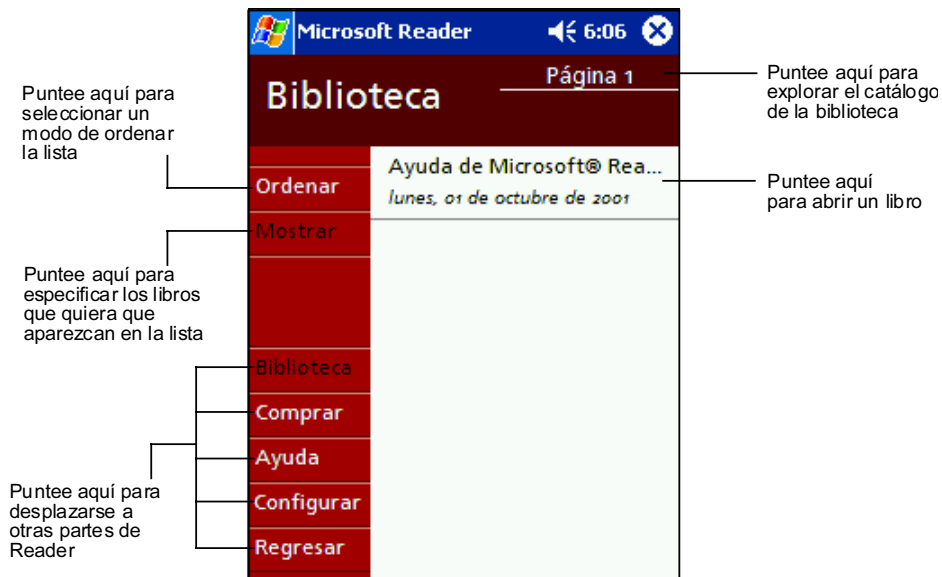 Microsoft Reader 6:06
Biblioteca
Página 1
Puntee aquí para
explorar el catálogo
de la biblioteca
Puntee aquí para
seleccionar un
modo de ordenar
la lista
Ordenar
Mostrar
Ayuda de Microsoft® Rea...
lunes, 01 de octubre de 2001
Puntee aquí
para abrir un libro
Puntee aquí para
especificar los libros
que quiera que
aparezcan en la lista
Biblioteca
Comprar
Ayuda
Configurar
Regresar
Puntee aquí para
desplazarse a
otras partes de
Reader